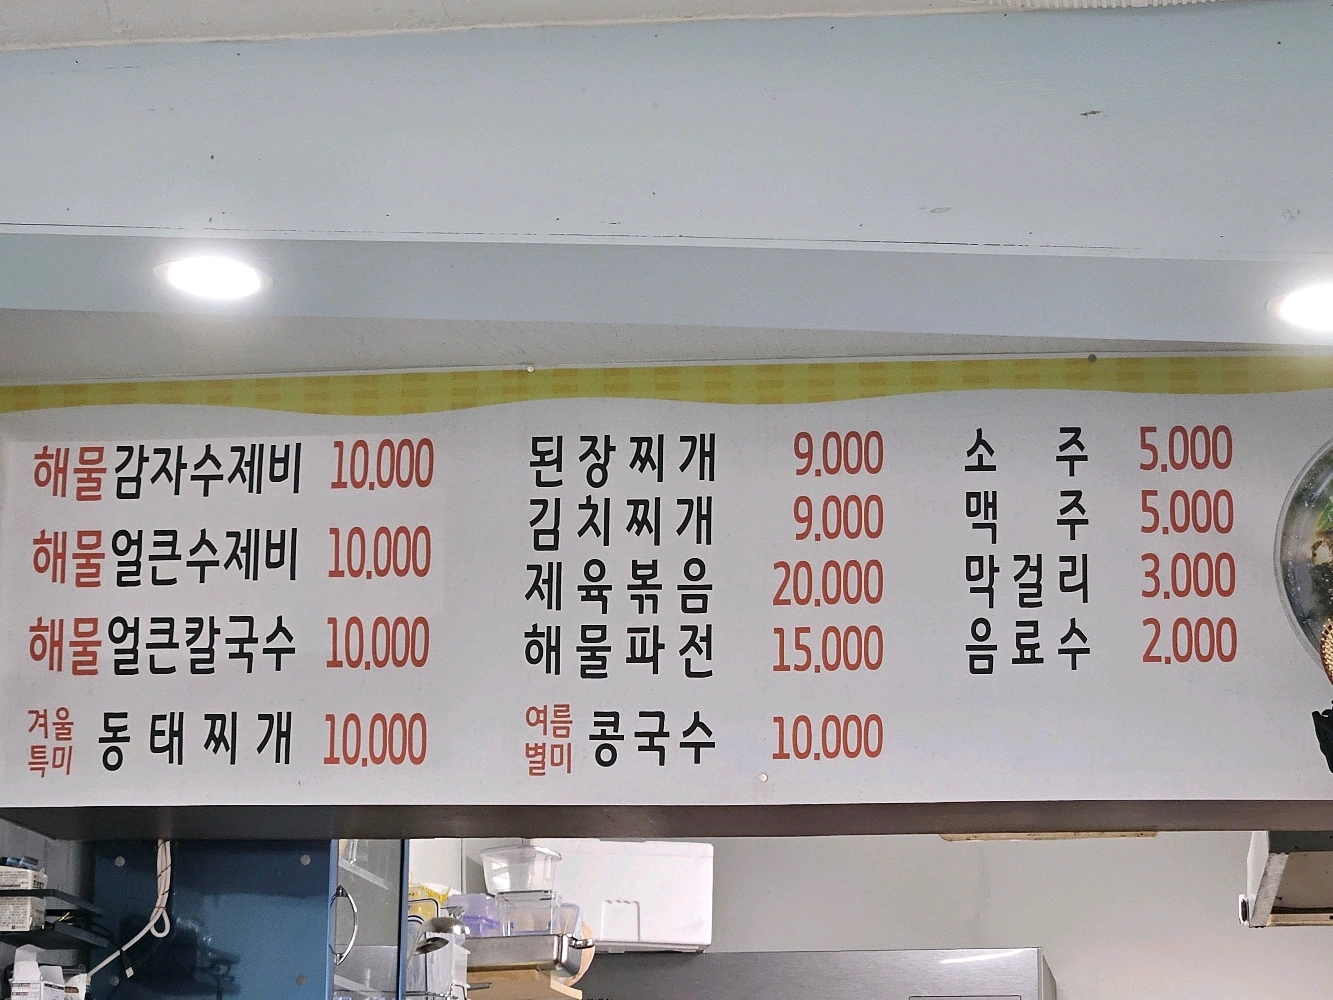 해물감자수제비 10.000
해물얼큰수제비 10.000
해물얼큰칼국수 10.000
겨울특미 동태찌개 10.000
된장찌개 9.000
김치찌개 9.000
제육볶음 20.000
해물파전 15.000
여름별미 콩국수 10.000
소주 5.000
맥주 5.000
막걸리 3.000
음료수 2.000